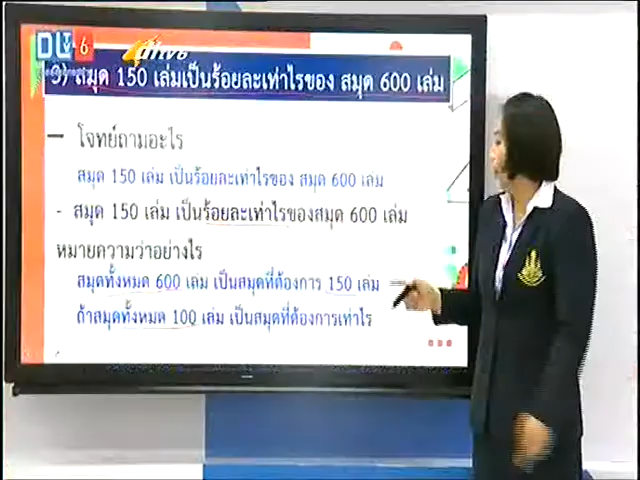 DLTV6
dltv6
3) สมุด 150 เล่มเป็นร้อยละเท่าไรของ สมุด 600 เล่ม
– โจทย์ถามอะไร
สมุด 150 เล่ม เป็นร้อยละเท่าไรของ สมุด 600 เล่ม
- สมุด 150 เล่ม เป็นร้อยละเท่าไรของสมุด 600 เล่ม
หมายความว่าอย่างไร
สมุดทั้งหมด 600 เล่ม เป็นสมุดที่ต้องการ 150 เล่ม
ถ้าสมุดทั้งหมด 100 เล่ม เป็นสมุดที่ต้องการเท่าไร